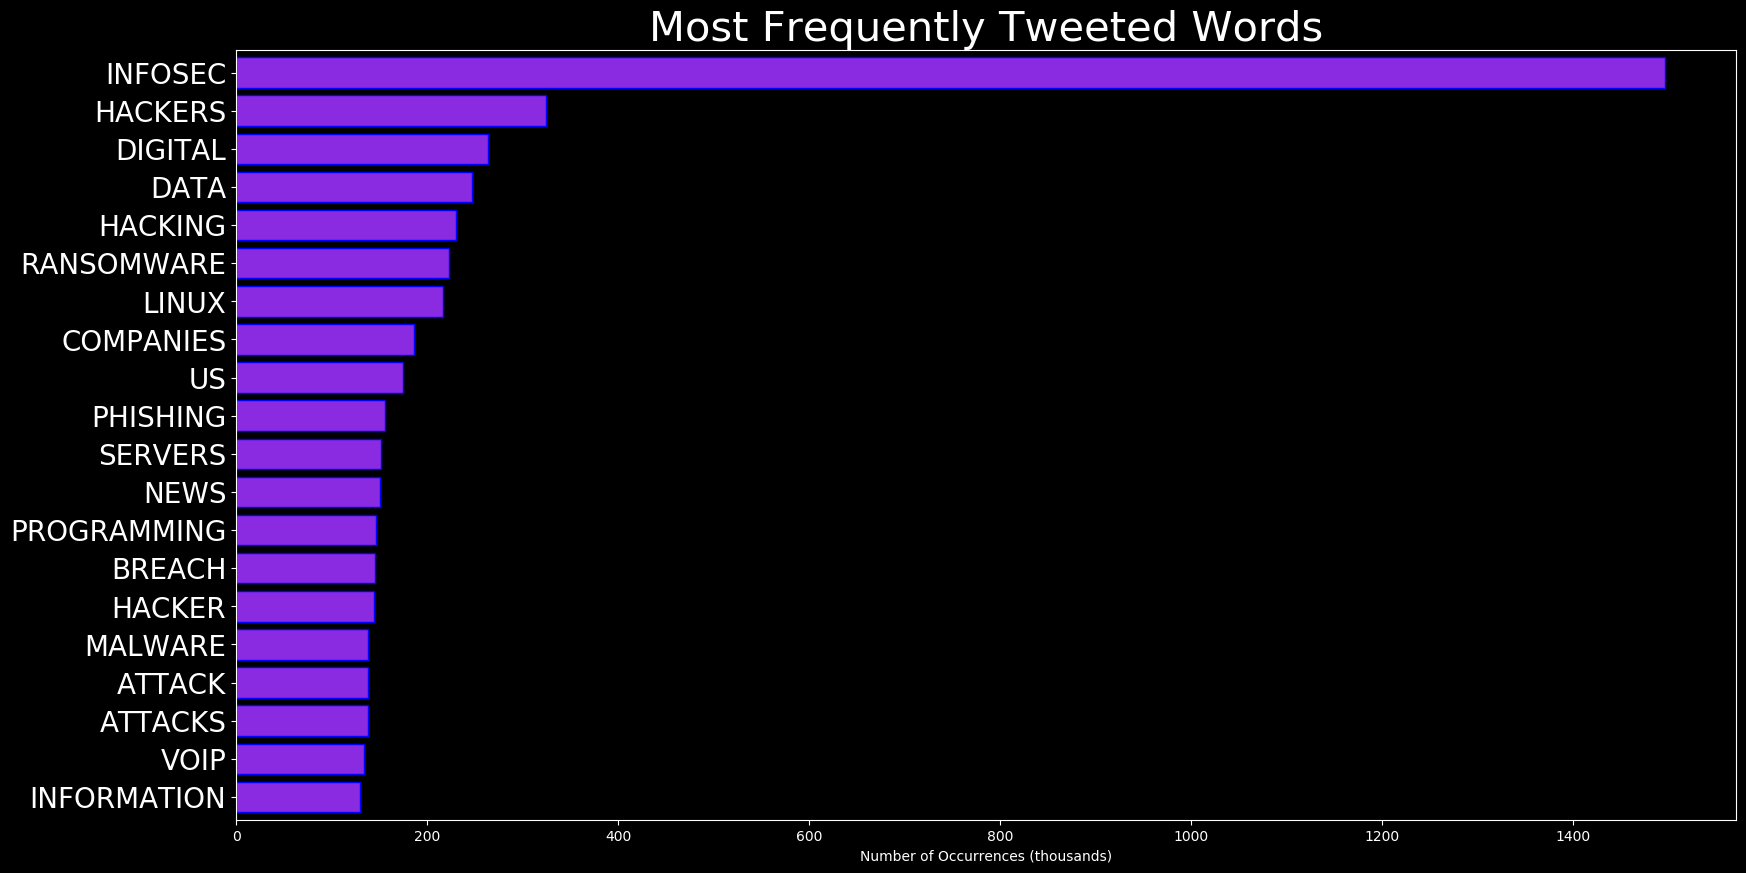 Most Frequently Tweeted Words
INFOSEC
HACKERS
DIGITAL
DATA
HACKING
RANSOMWARE
LINUX
COMPANIES
US
PHISHING
SERVERS
NEWS
PROGRAMMING
BREACH
HACKER
MALWARE
ATTACK
ATTACKS
VOIP
INFORMATION
0 200 400 600 800 1000 1200 1400
Number of Occurrences (thousands)